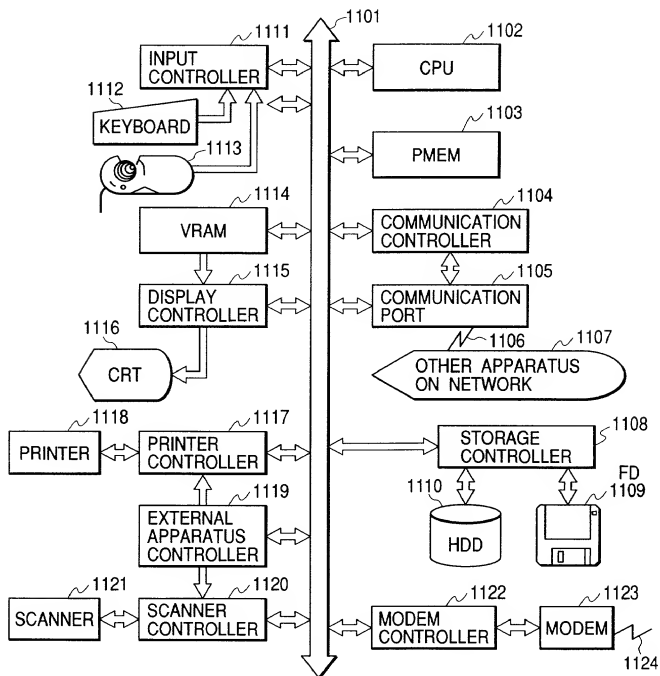 1101
1111
INPUT
CONTROLLER
1102
CPU
1112
KEYBOARD
1113
1103
PMEM
1114
VRAM
1104
COMMUNICATION
CONTROLLER
1115
DISPLAY
CONTROLLER
1105
COMMUNICATION
PORT
1106
1107
OTHER APPARATUS
ON NETWORK
1116
CRT
1118
PRINTER
1117
PRINTER
CONTROLLER
1108
STORAGE
CONTROLLER
1110
HDD
FD
1109
1119
EXTERNAL
APPARATUS
CONTROLLER
1121
SCANNER
1120
SCANNER
CONTROLLER
1122
MODEM
CONTROLLER
1123
MODEM
1124